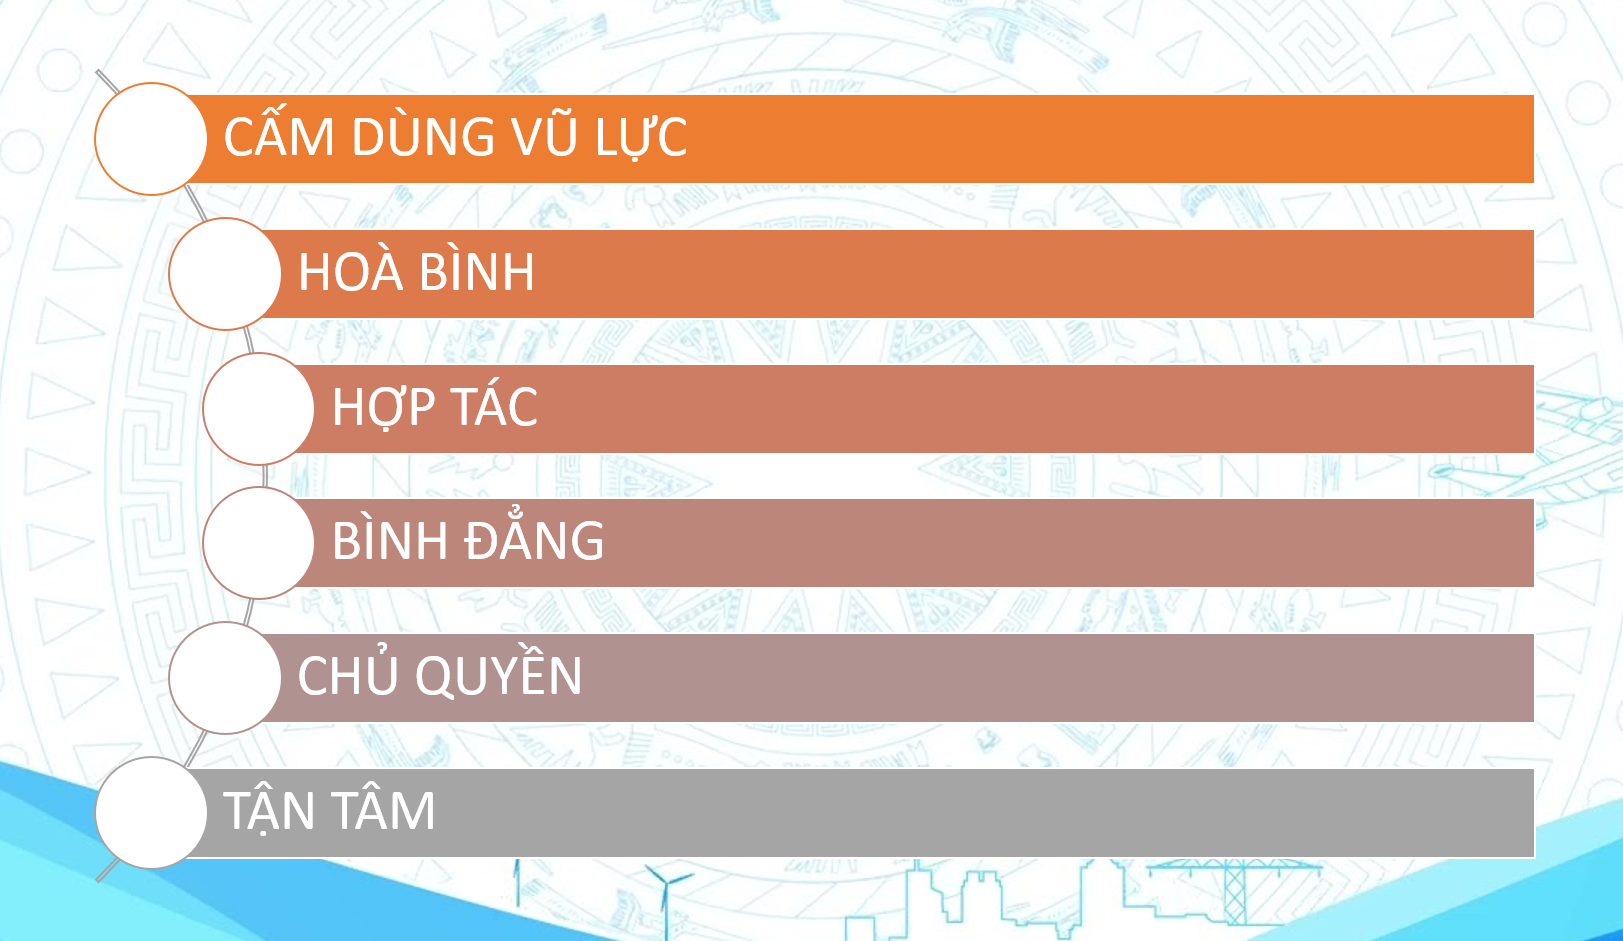 CẤM DÙNG VŨ LỰC
HOÀ BÌNH
HỢP TÁC
BÌNH ĐẲNG
CHỦ QUYỀN
TẬN TÂM